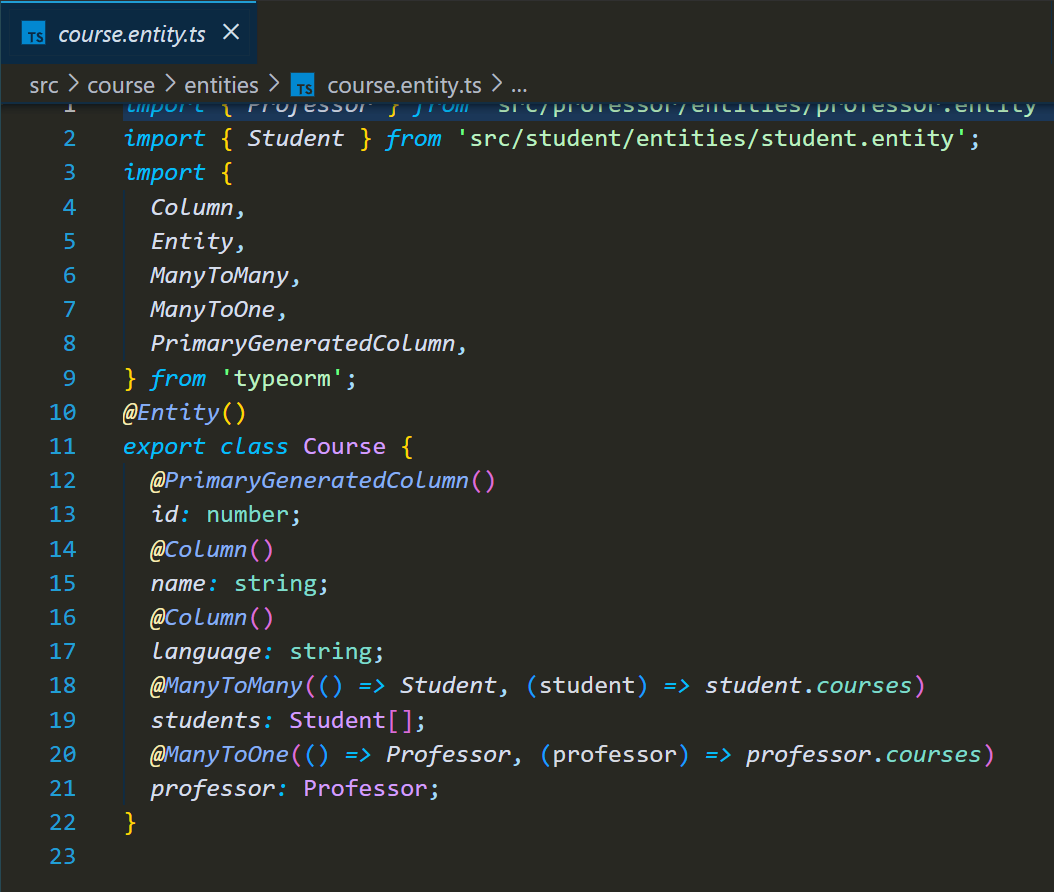 TS course.entity.ts ×
src > course > entities > TS course.entity.ts > ...
1 import { Professor } from 'src/professor/entities/professor.entity
2 import { Student } from 'src/student/entities/student.entity';
3 import {
4 Column,
5 Entity,
6 ManyToMany,
7 ManyToOne,
8 PrimaryGeneratedColumn,
9 } from 'typeorm';
10 @Entity()
11 export class Course {
12 @PrimaryGeneratedColumn()
13 id: number;
14 @Column()
15 name: string;
16 @Column()
17 language: string;
18 @ManyToMany(() => Student, (student) => student.courses)
19 students: Student[];
20 @ManyToOne(() => Professor, (professor) => professor.courses)
21 professor: Professor;
22 }
23